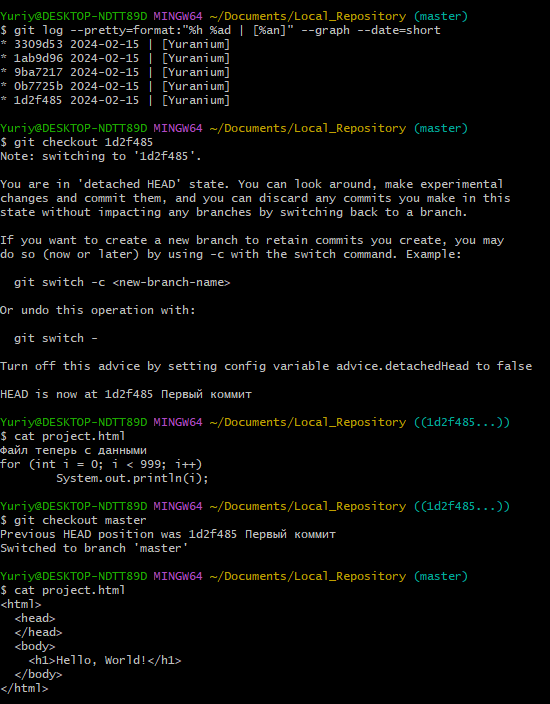 Yuriy@DESKTOP-NDTT89D MINGW64 ~/Documents/Local_Repository (master)
$ git log --pretty=format:"%h %ad | [%an]" --graph --date=short
* 3309d53 2024-02-15 | [Yuranium]
* 1ab9d96 2024-02-15 | [Yuranium]
* 9ba7217 2024-02-15 | [Yuranium]
* 0b7725b 2024-02-15 | [Yuranium]
* 1d2f485 2024-02-15 | [Yuranium]
Yuriy@DESKTOP-NDTT89D MINGW64 ~/Documents/Local_Repository (master)
$ git checkout 1d2f485
Note: switching to '1d2f485'.
You are in 'detached HEAD' state. You can look around, make experimental
changes and commit them, and you can discard any commits you make in this
state without impacting any branches by switching back to a branch.
If you want to create a new branch to retain commits you create, you may
do so (now or later) by using -c with the switch command. Example:
git switch -c <new-branch-name>
Or undo this operation with:
git switch -
Turn off this advice by setting config variable advice.detachedHead to false
HEAD is now at 1d2f485 Первый коммит
Yuriy@DESKTOP-NDTT89D MINGW64 ~/Documents/Local_Repository ((1d2f485...))
$ cat project.html
Файл теперь с данными
for (int i = 0; i < 999; i++)
System.out.println(i);
Yuriy@DESKTOP-NDTT89D MINGW64 ~/Documents/Local_Repository ((1d2f485...))
$ git checkout master
Previous HEAD position was 1d2f485 Первый коммит
Switched to branch 'master'
Yuriy@DESKTOP-NDTT89D MINGW64 ~/Documents/Local_Repository (master)
$ cat project.html
<html>
<head>
</head>
<body>
<h1>Hello, World!</h1>
</body>
</html>